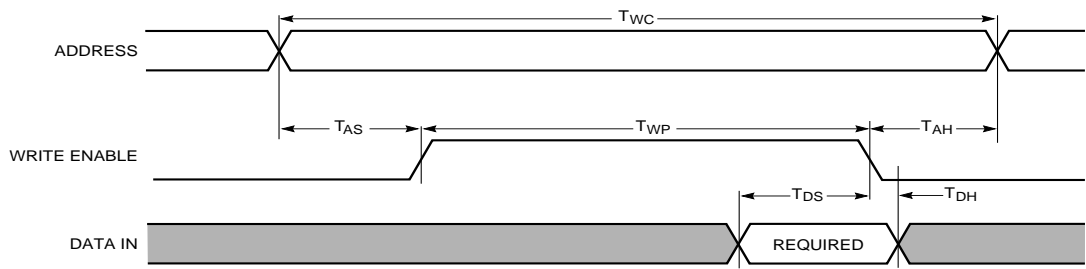 TWC
ADDRESS
TAS TWP TAH
WRITE ENABLE
TDS TDH
DATA IN REQUIRED